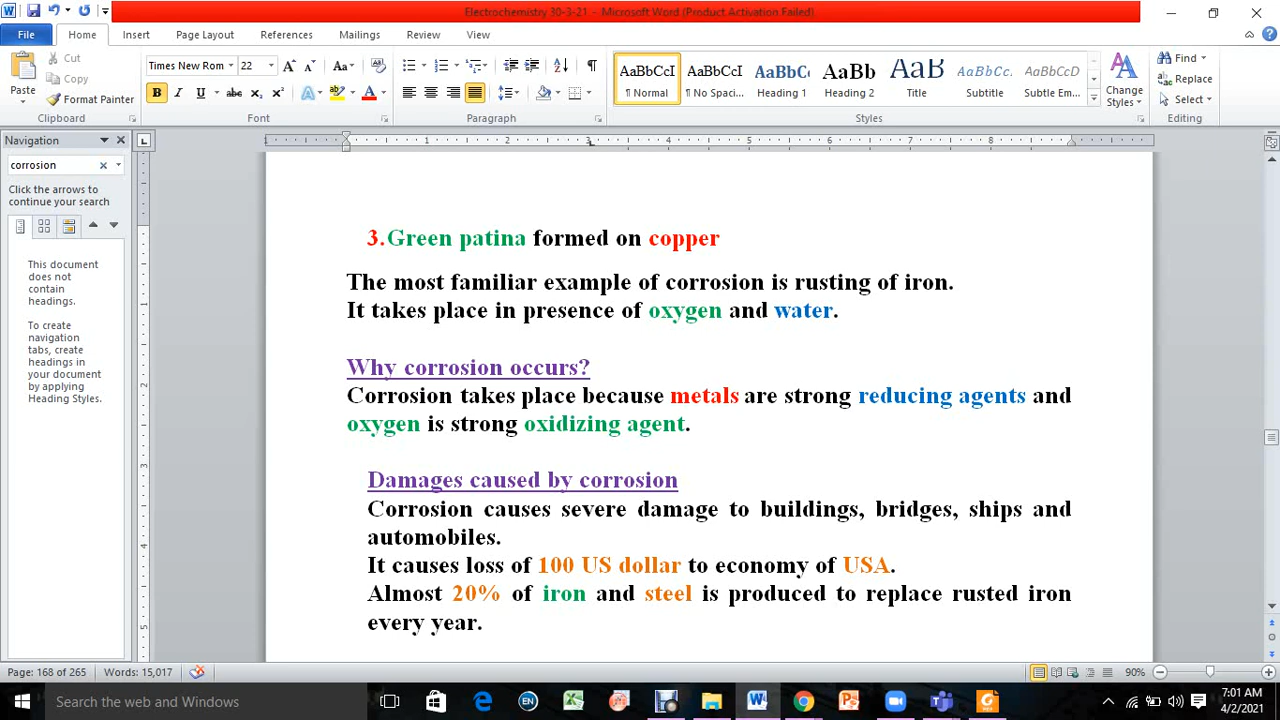 Electrochemistry 30-3-21 - Microsoft Word (Product Activation Failed)
File Home Insert Page Layout References Mailings Review View
Cut
Copy
Format Painter
Paste
Clipboard
Times New Rom 22
Font
Paragraph
AaBbCcI AaBbCcI AaBbCc AaBb AaB AaBbCc. AaBbCcD
¶ Normal ¶ No Spaci... Heading 1 Heading 2 Title Subtitle Subtle Em...
Styles
Change
Styles
Find
Replace
Select
Editing
Navigation
corrosion
Click the arrows to
continue your search
This document
does not
contain
headings.
To create
navigation
tabs, create
headings in
your document
by applying
Heading Styles.
3.Green patina formed on copper
The most familiar example of corrosion is rusting of iron.
It takes place in presence of oxygen and water.
Why corrosion occurs?
Corrosion takes place because metals are strong reducing agents and
oxygen is strong oxidizing agent.
Damages caused by corrosion
Corrosion causes severe damage to buildings, bridges, ships and
automobiles.
It causes loss of 100 US dollar to economy of USA.
Almost 20% of iron and steel is produced to replace rusted iron
every year.
Page: 168 of 265 Words: 15,017 90%
Search the web and Windows
EN
7:01 AM
4/2/2021